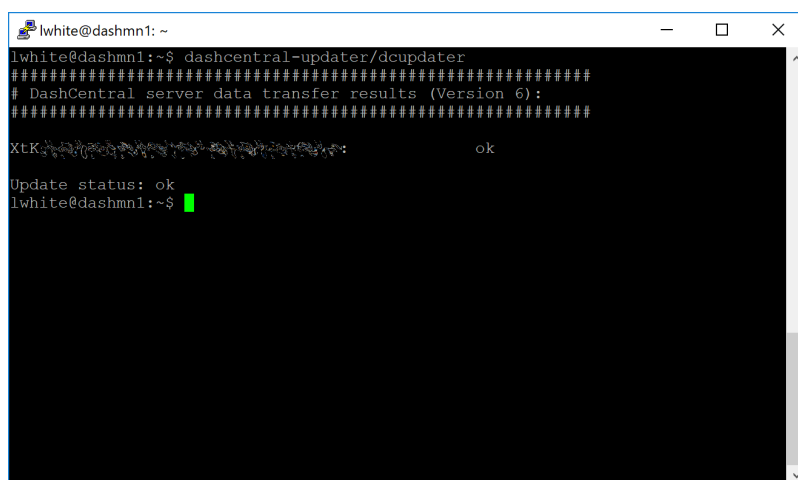 lwhite@dashmn1: ~
lwhite@dashmn1:~$ dashcentral-updater/dcupdater
############################################################
# DashCentral server data transfer results (Version 6):
############################################################
XtK : ok
Update status: ok
lwhite@dashmn1:~$